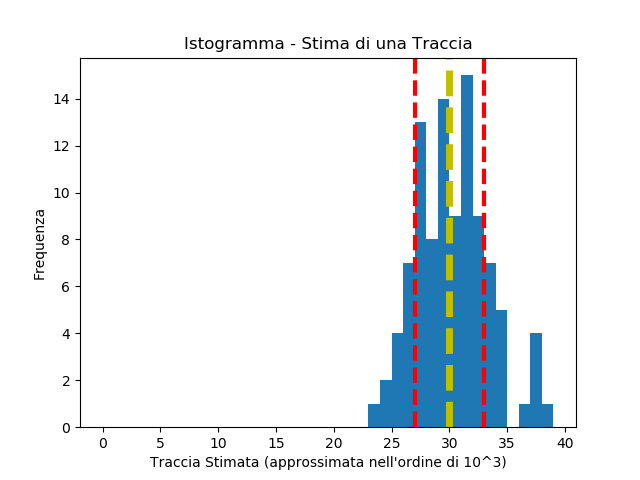 Istogramma - Stima di una Traccia
Frequenza
14
12
10
8
6
4
2
0
0 5 10 15 20 25 30 35 40
Traccia Stimata (approssimata nell'ordine di 10^3)